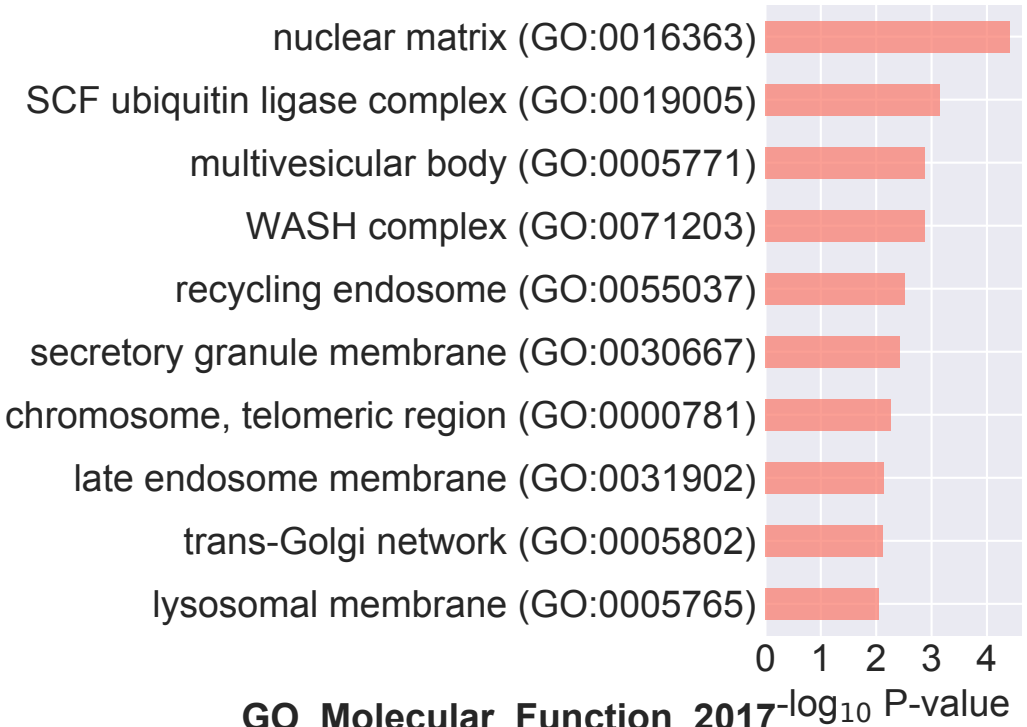 nuclear matrix (GO:0016363)
SCF ubiquitin ligase complex (GO:0019005)
multivesicular body (GO:0005771)
WASH complex (GO:0071203)
recycling endosome (GO:0055037)
secretory granule membrane (GO:0030667)
chromosome, telomeric region (GO:0000781)
late endosome membrane (GO:0031902)
trans-Golgi network (GO:0005802)
lysosomal membrane (GO:0005765)
0 1 2 3 4
-log₁₀ P-value
GO Molecular Function 2017